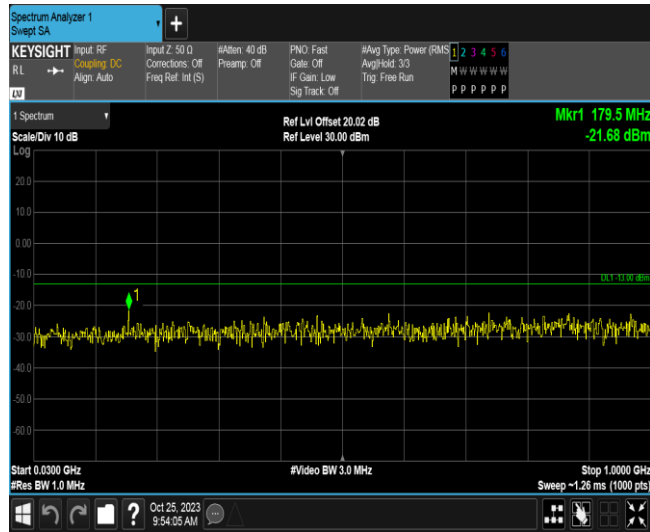 Spectrum Analyzer 1
Swept SA
KEYSIGHT
RL
LXI
Input: RF
Coupling: DC
Align: Auto
Input Z: 50 Ω
Corrections: Off
Freq Ref: Int (S)
#Atten: 40 dB
Preamp: Off
PNO: Fast
Gate: Off
IF Gain: Low
Sig Track: Off
#Avg Type: Power (RMS
Avg|Hold: 3/3
Trig: Free Run
1 2 3 4 5 6
M W W W W W
P P P P P P
1 Spectrum
Scale/Div 10 dB
Log
Ref Lvl Offset 20.02 dB
Ref Level 30.00 dBm
Mkr1 179.5 MHz
-21.68 dBm
20.0
10.0
0.00
-10.0
DL1 -13.00 dBm
1
-20.0
-30.0
-40.0
-50.0
-60.0
Start 0.0300 GHz
#Res BW 1.0 MHz
#Video BW 3.0 MHz
Stop 1.0000 GHz
Sweep ~1.26 ms (1000 pts)
?
Oct 25, 2023
9:54:05 AM